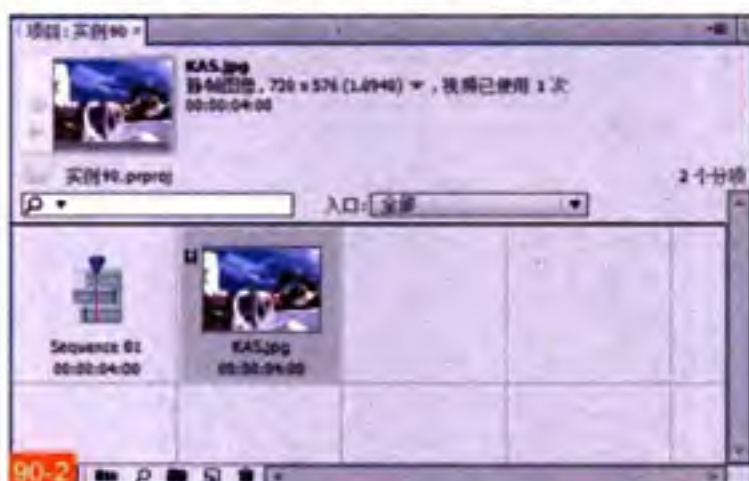 项目: 实例90 ×
KAS.jpg
静帧图像, 720 x 576 (1.0940) ▼ , 视频已使用 1 次
00:00:04:00
实例90.prproj
2 个分项
入口: 全部
Sequence 01
00:00:04:00
KAS.jpg
00:00:04:00
90-2